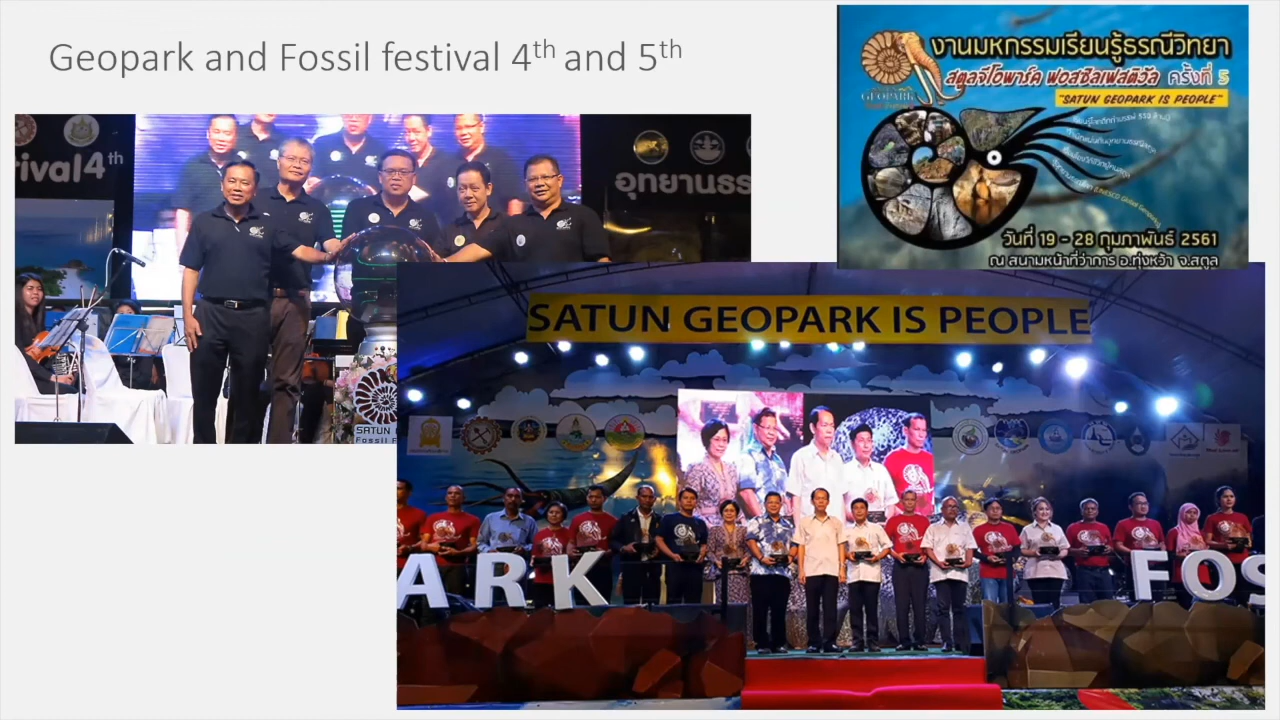 Geopark and Fossil festival 4th and 5th
งานมหกรรมเรียนรู้ธรณีวิทยา
สตูลจีโอพาร์ค ฟอสซิลเฟสติวัล ครั้งที่ 5
GEOPARK
"SATUN GEOPARK IS PEOPLE"
(UNESCO Global Geopark)
วันที่ 19 - 28 กุมภาพันธ์ 2561
ณ สนามหน้าที่ว่าการ อ.ทุ่งหว้า จ.สตูล
tival4th
อุทยานธร
SATUN
Fossil F
SATUN GEOPARK IS PEOPLE
ARK
FOS